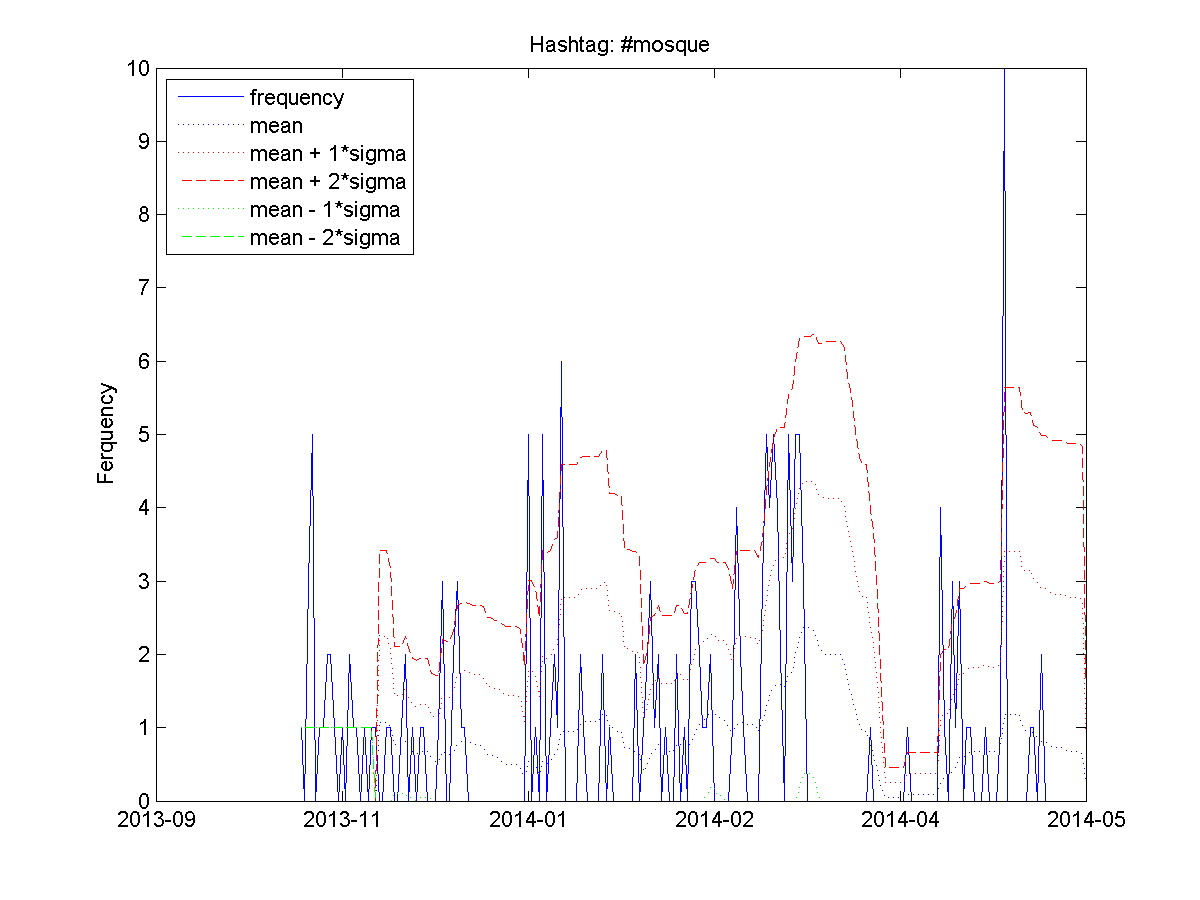 Hashtag: #mosque
10
9
8
7
6
5
4
3
2
1
0
Ferquency
frequency
mean
mean + 1*sigma
mean + 2*sigma
mean - 1*sigma
mean - 2*sigma
2013-09 2013-11 2014-01 2014-02 2014-04 2014-05